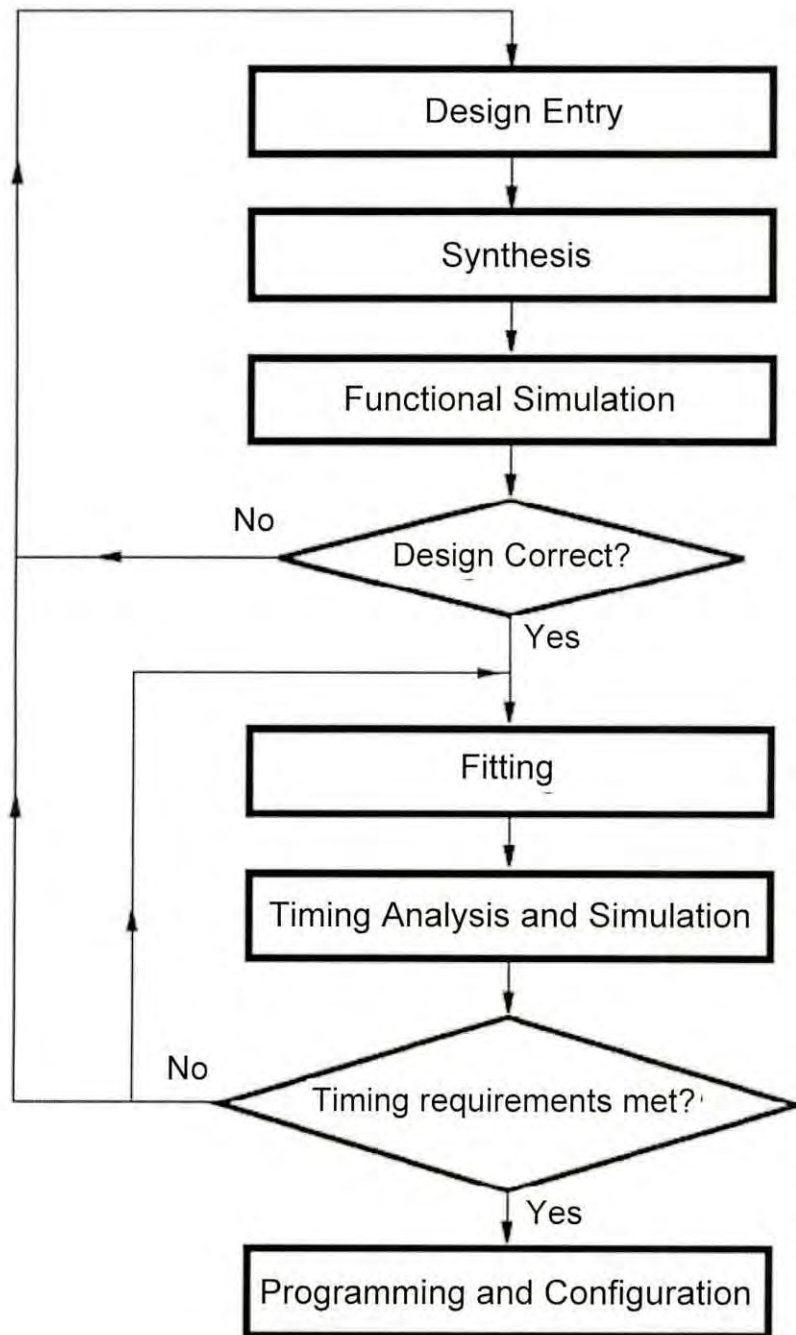 Design Entry
Synthesis
Functional Simulation
No
Design Correct?
Yes
Fitting
Timing Analysis and Simulation
No
Timing requirements met?
Yes
Programming and Configuration